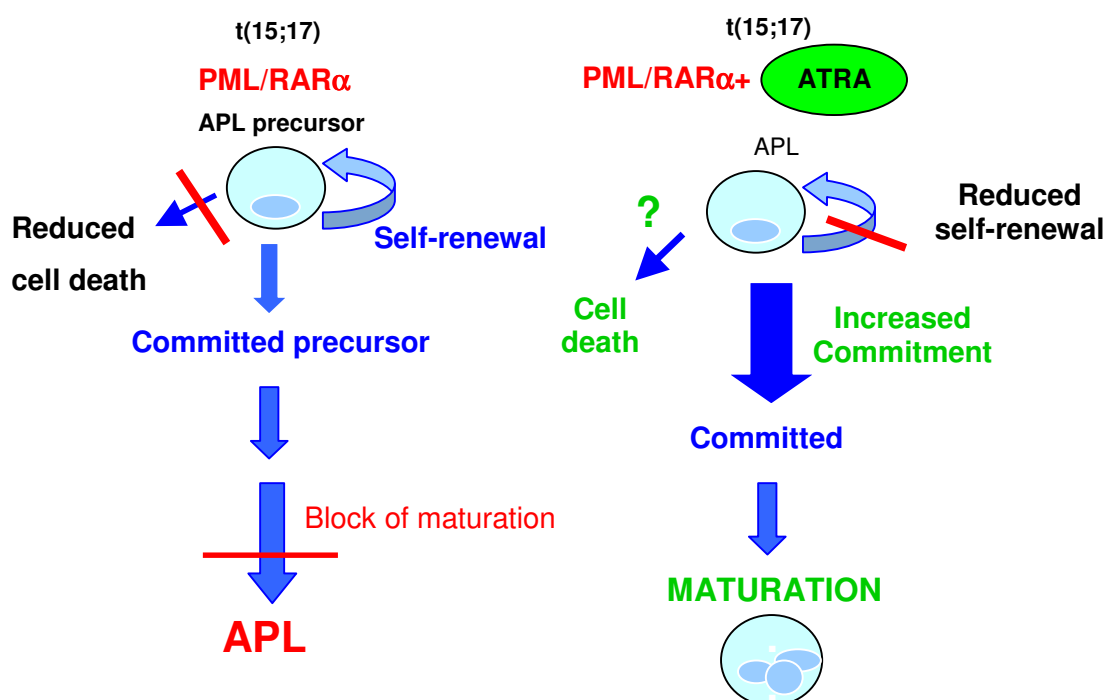 t(15;17)
PML/RARα
APL precursor
Reduced
cell death
Self-renewal
Committed precursor
Block of maturation
APL
t(15;17)
PML/RARα+
ATRA
APL
?
Cell
death
Reduced
self-renewal
Increased
Commitment
Committed
MATURATION